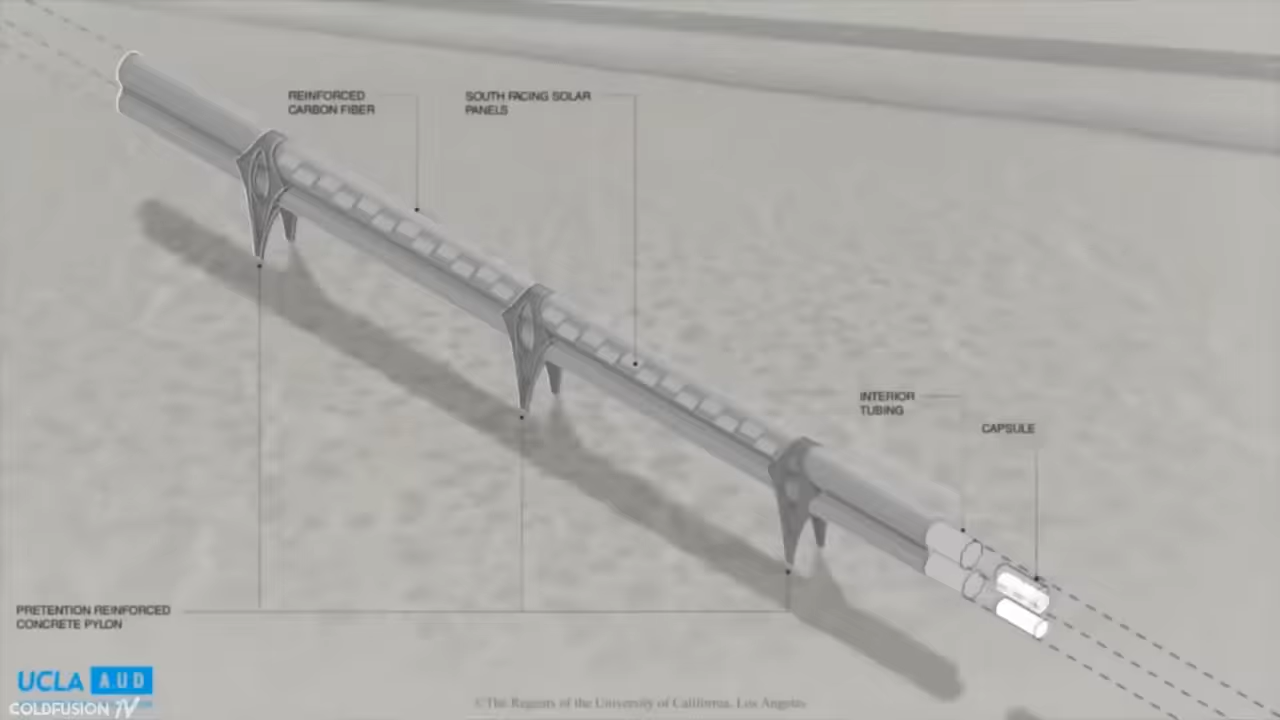 REINFORCED
CARBON FIBER
SOUTH FACING SOLAR
PANELS
INTERIOR
TUBING
CAPSULE
PRETENTION REINFORCED
CONCRETE PYLON
UCLA AUD
COLDFUSION TV
©The Regents of the University of California, Los Angeles